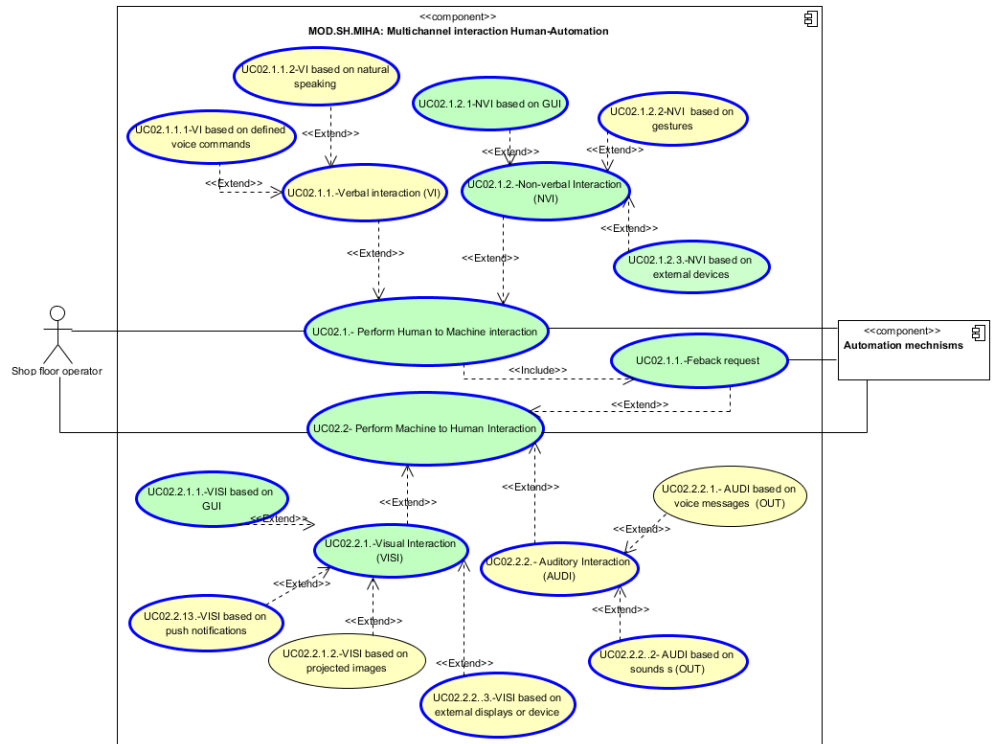 <<component>>
MOD.SH.MIHA: Multichannel interaction Human-Automation
UC02.1.1.2-VI based on natural
speaking
UC02.1.2.1-NVI based on GUI
UC02.1.2.2-NVI based on
gestures
UC02.1.1.1-VI based on defined
voice commands
<<Extend>>
<<Extend>>
<<Extend>>
<<Extend>>
UC02.1.1.-Verbal interaction (VI)
UC02.1.2.-Non-verbal Interaction
(NVI)
<<Extend>>
<<Extend>>
<<Extend>>
UC02.1.2.3.-NVI based on
external devices
UC02.1.- Perform Human to Machine interaction
<<component>>
Automation mechnisms
Shop floor operator
UC02.1.1.-Feback request
<<Include>>
<<Extend>>
UC02.2- Perform Machine to Human Interaction
UC02.2.1.1.-VISI based on
GUI
<<Extend>>
<<Extend>>
UC02.2.2.1.- AUDI based on
voice messages (OUT)
<<Extend>>
<<Extend>>
UC02.2.1.-Visual Interaction
(VISI)
UC02.2.2.- Auditory Interaction
(AUDI)
<<Extend>>
UC02.2.13.-VISI based on
push notifications
<<Extend>>
<<Extend>>
UC02.2.1.2.-VISI based on
projected images
<<Extend>>
UC02.2.2..2- AUDI based on
sounds s (OUT)
UC02.2.2..3.-VISI based on
external displays or device